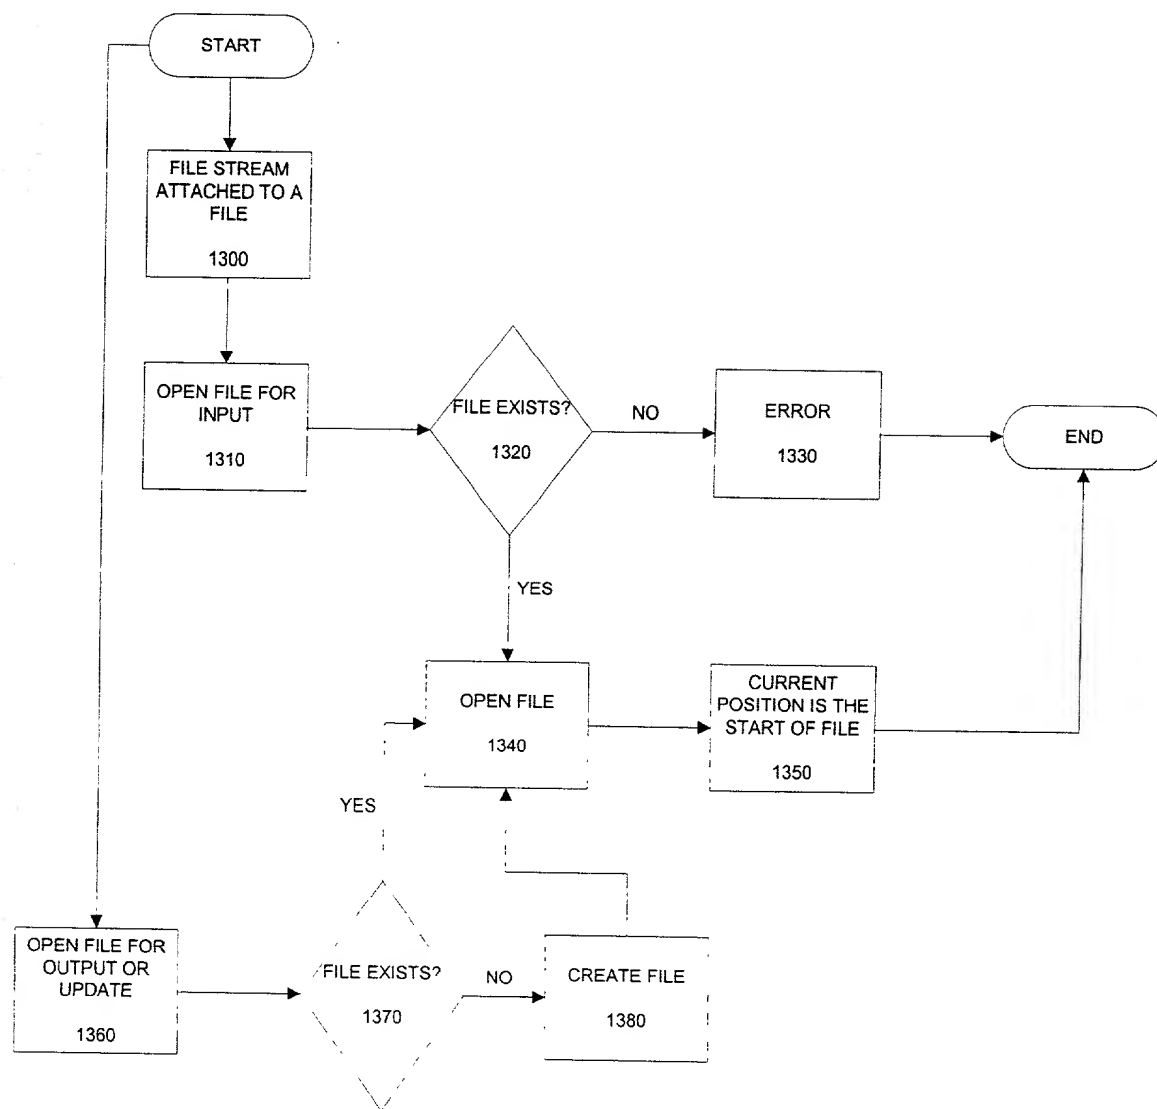 START
FILE STREAM
ATTACHED TO A
FILE
1300
OPEN FILE FOR
INPUT
1310
FILE EXISTS?
1320
NO
ERROR
1330
END
YES
OPEN FILE
1340
CURRENT
POSITION IS THE
START OF FILE
1350
YES
OPEN FILE FOR
OUTPUT OR
UPDATE
1360
FILE EXISTS?
1370
NO
CREATE FILE
1380